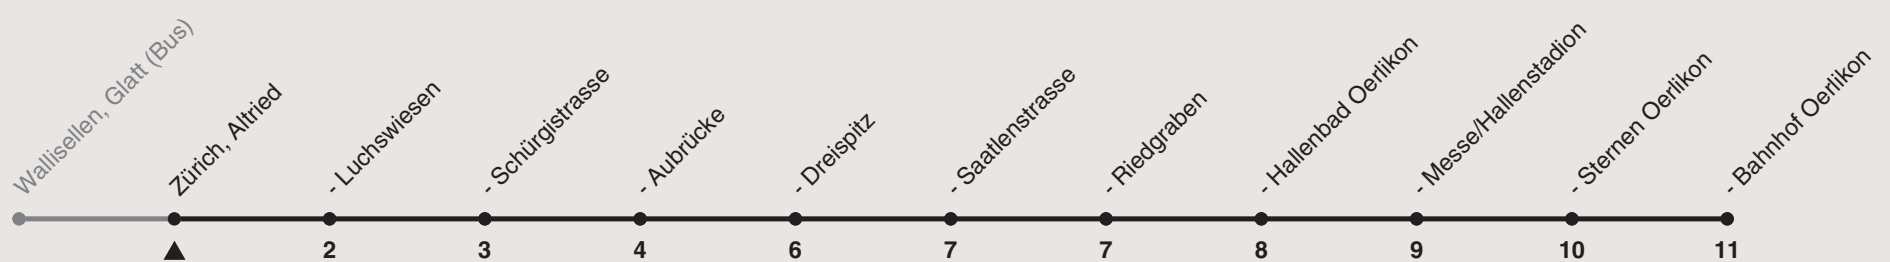 Wallisellen, Glatt (Bus)
Zürich, Altried
- Luchswiesen
- Schürgistrasse
- Aubrücke
- Dreispitz
- Saatlenstrasse
- Riedgraben
- Hallenbad Oerlikon
- Messe/Hallenstadion
- Sternen Oerlikon
- Bahnhof Oerlikon
2 3 4 6 7 7 8 9 10 11